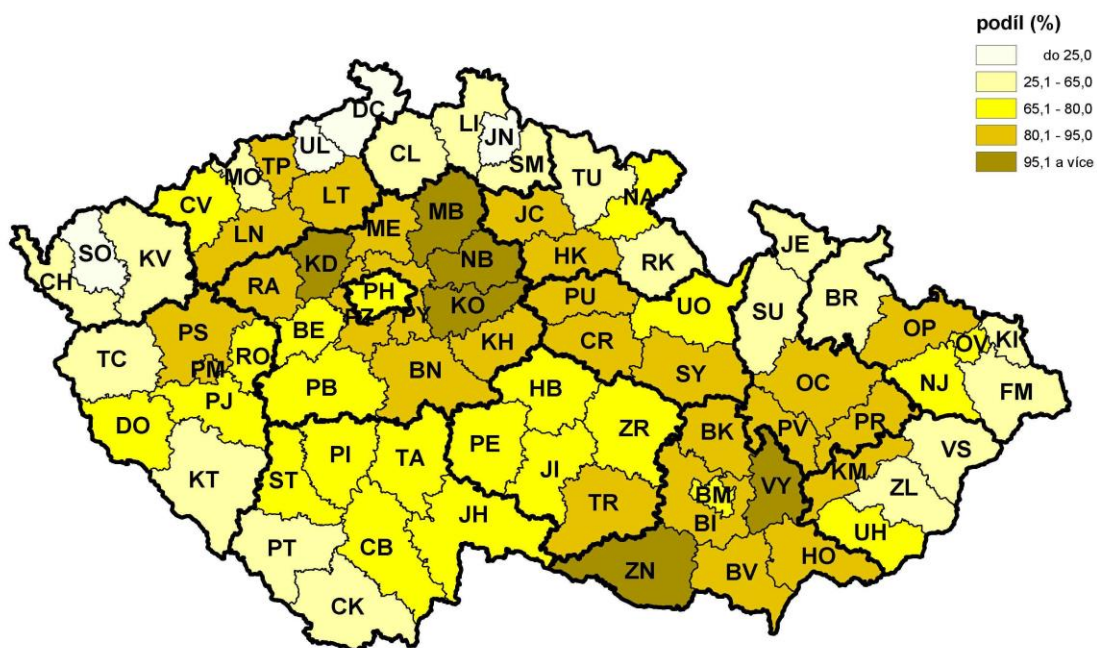 podíl (%)
do 25,0
25,1 - 65,0
65,1 - 80,0
80,1 - 95,0
95,1 a více
DC
LI
UL
JN
TP
CL
SM
MO
TU
CV
LT
NA
MB
JC
ME
LN
SO
KV
JE
NB
HK
RK
KD
CH
RA
PH
PU
BR
KO
UO
SU
PS
BE
PZ
PY
OP
OV
KI
TC
RO
KH
CR
PM
BN
SY
OC
NJ
PB
FM
PJ
HB
DO
BK
PV
PR
ZR
VS
PI
TA
PE
KM
KT
JI
VY
ZL
ST
BM
TR
JH
BI
UH
PT
CB
HO
ZN
BV
CK